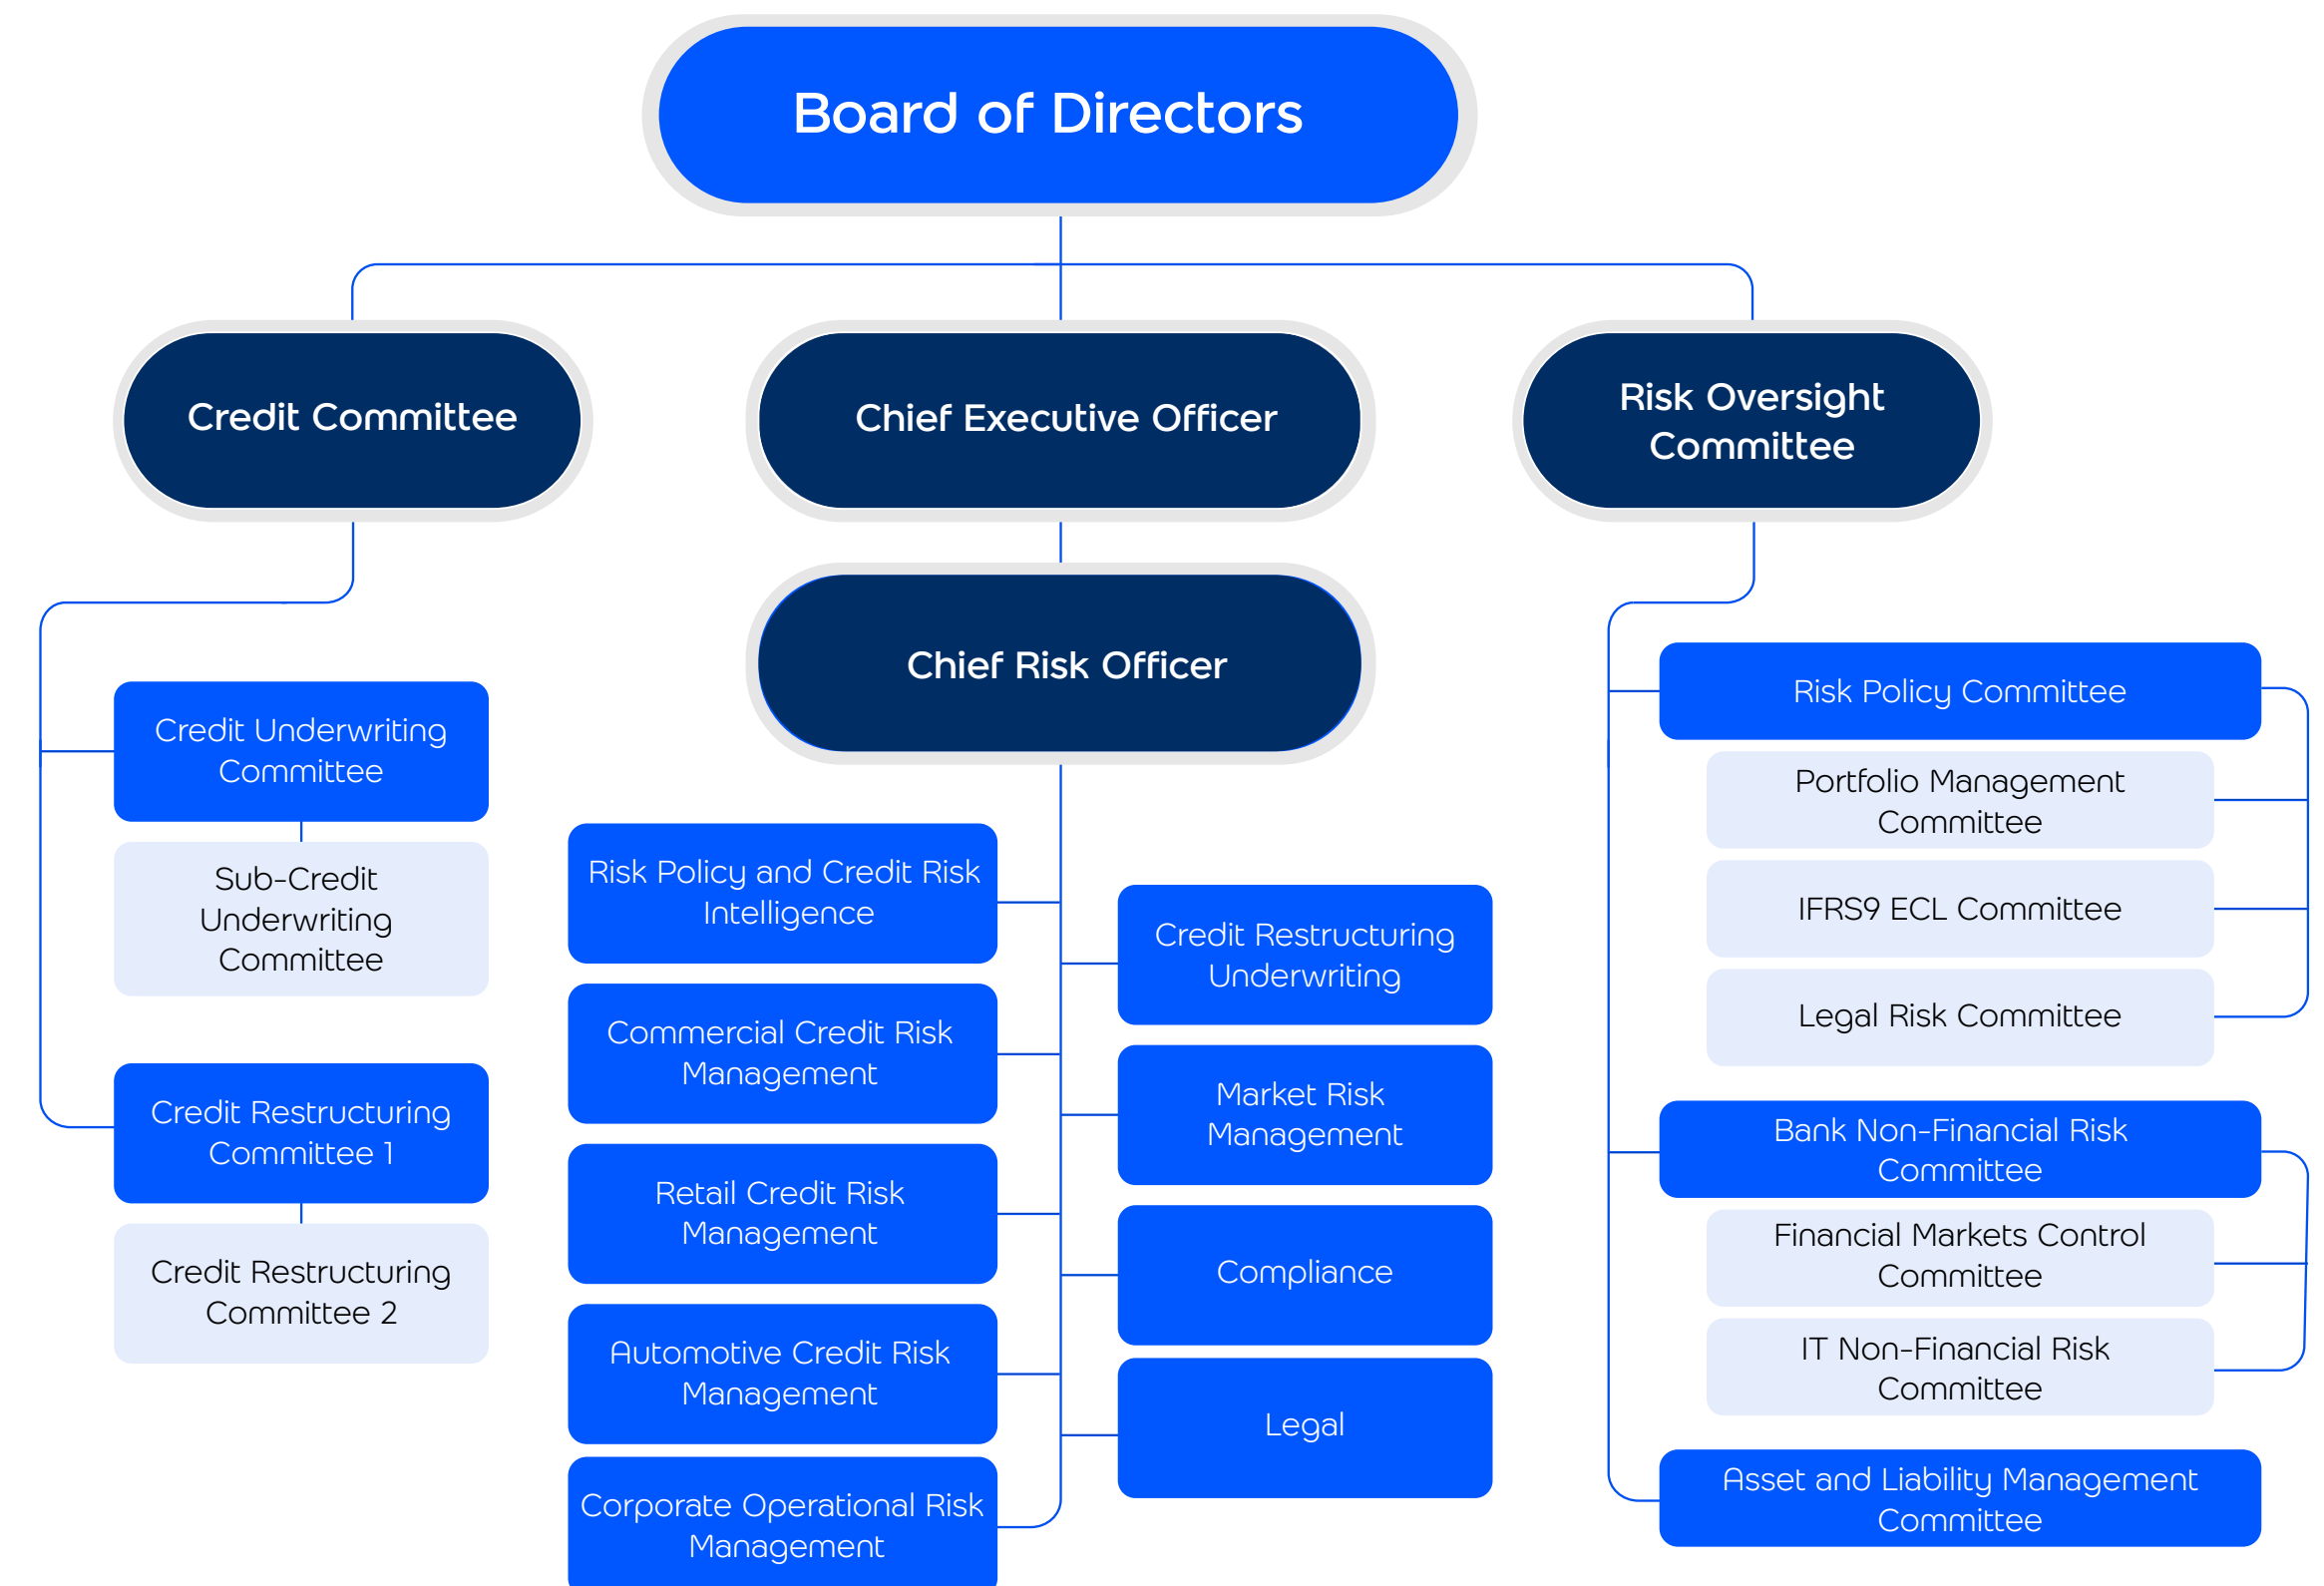 Board of Directors
Credit Committee
Chief Executive Officer
Risk Oversight
Committee
Chief Risk Officer
Credit Underwriting
Committee
Sub-Credit
Underwriting
Committee
Credit Restructuring
Committee 1
Credit Restructuring
Committee 2
Risk Policy and Credit Risk
Intelligence
Commercial Credit Risk
Management
Retail Credit Risk
Management
Automotive Credit Risk
Management
Corporate Operational Risk
Management
Credit Restructuring
Underwriting
Market Risk
Management
Compliance
Legal
Risk Policy Committee
Portfolio Management
Committee
IFRS9 ECL Committee
Legal Risk Committee
Bank Non-Financial Risk
Committee
Financial Markets Control
Committee
IT Non-Financial Risk
Committee
Asset and Liability Management
Committee